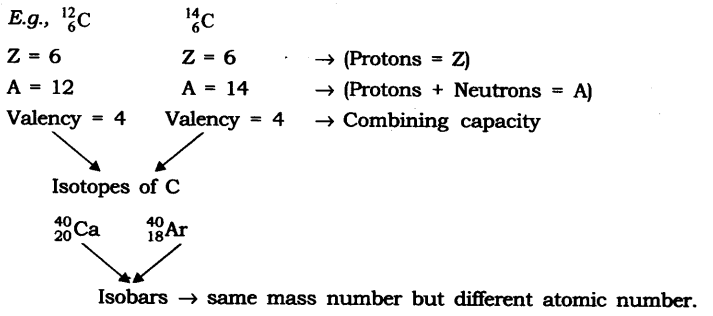 E.g., ¹²₆C ¹⁴₆C
Z = 6 Z = 6 → (Protons = Z)
A = 12 A = 14 → (Protons + Neutrons = A)
Valency = 4 Valency = 4 → Combining capacity
Isotopes of C
⁴⁰₂₀Ca ⁴⁰₁₈Ar
Isobars → same mass number but different atomic number.